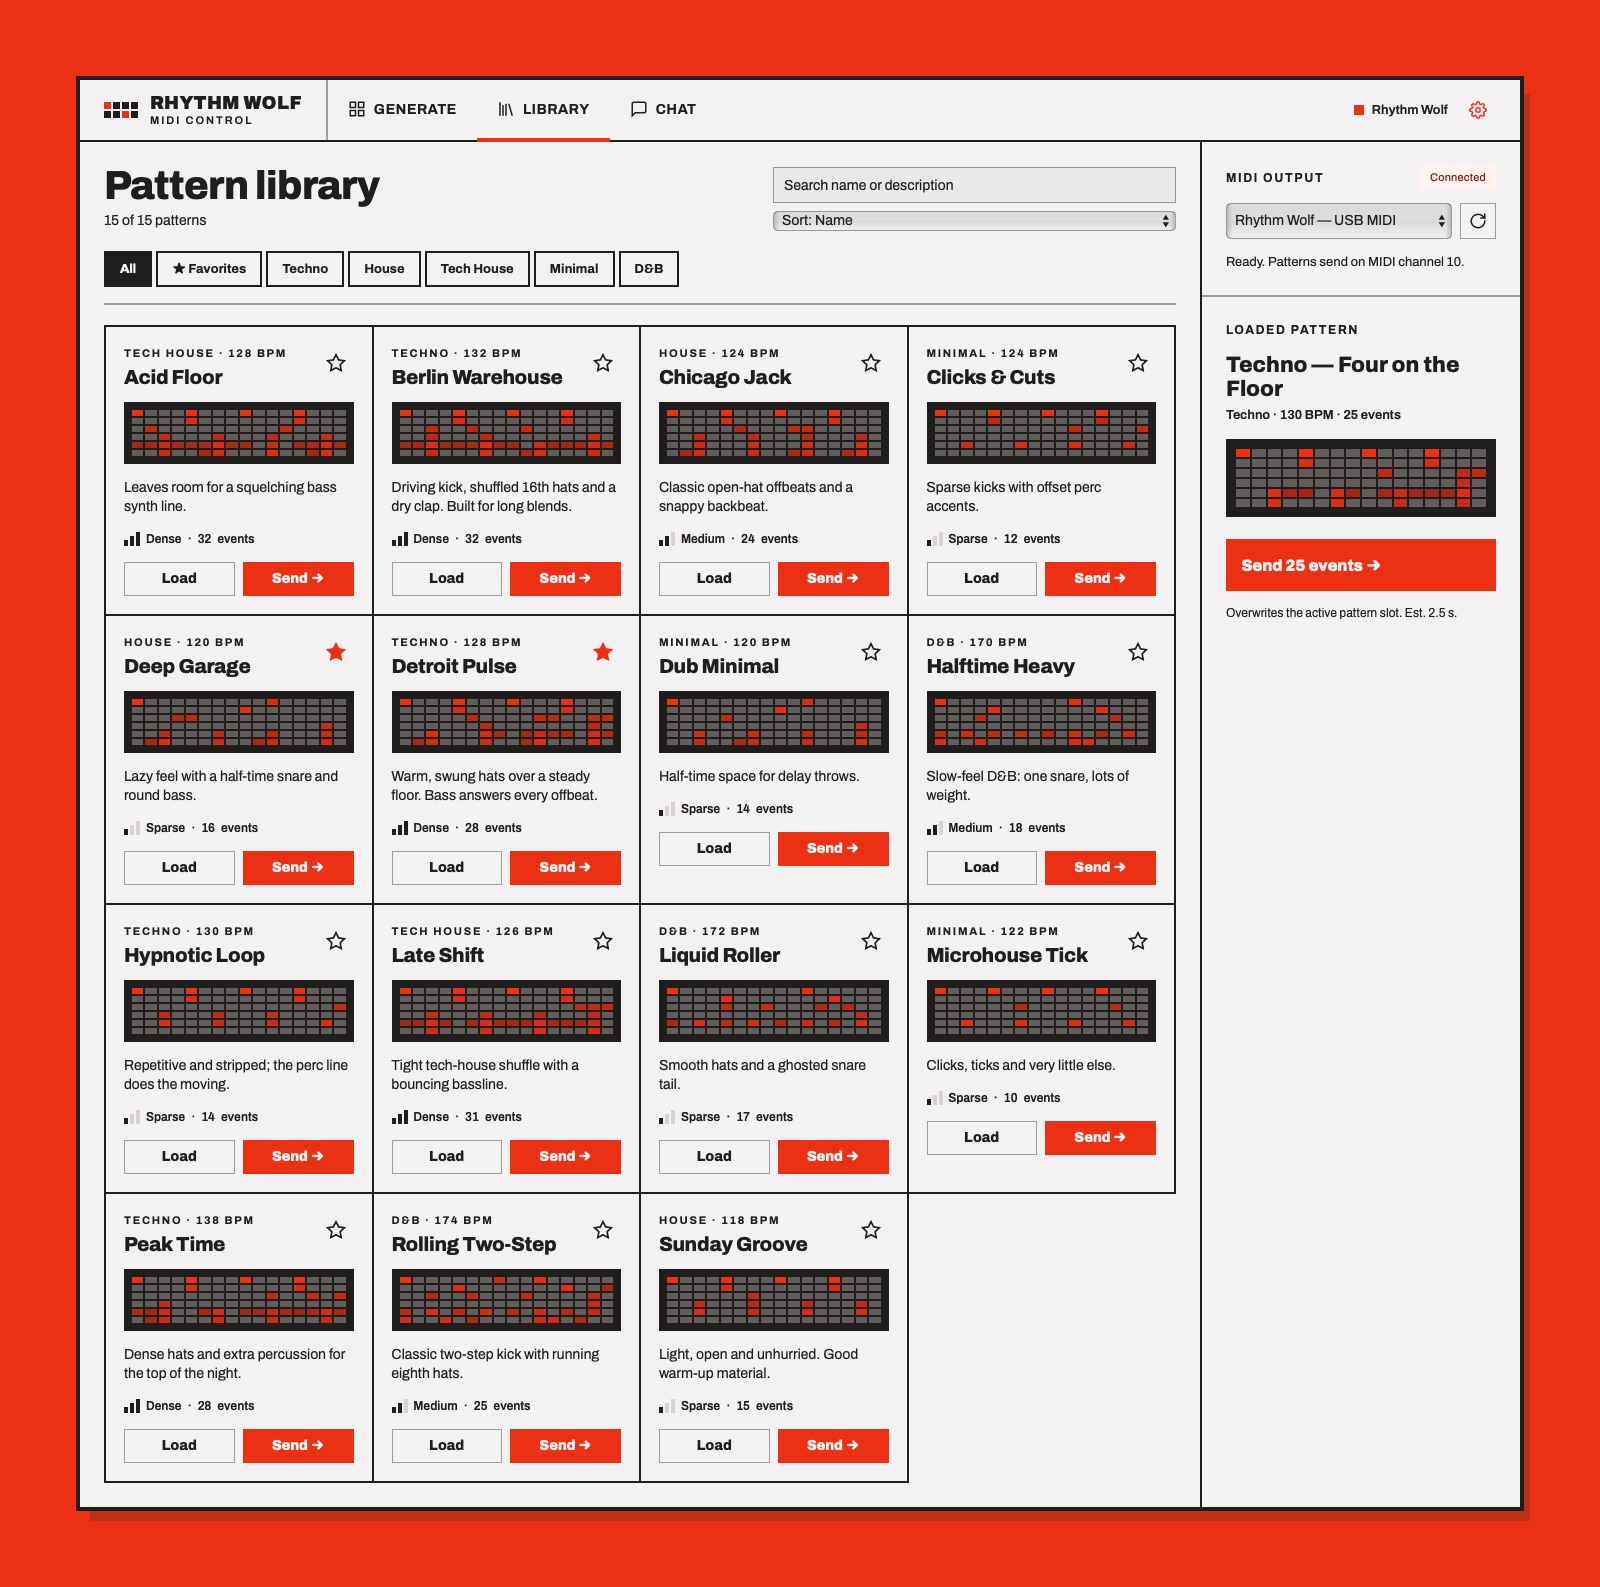 RHYTHM WOLF
MIDI CONTROL
GENERATE
LIBRARY
CHAT
Rhythm Wolf
Pattern library
15 of 15 patterns
Search name or description
Sort: Name
All
★ Favorites
Techno
House
Tech House
Minimal
D&B
TECH HOUSE · 128 BPM
Acid Floor
Leaves room for a squelching bass
synth line.
Dense · 32 events
Load
Send →
TECHNO · 132 BPM
Berlin Warehouse
Driving kick, shuffled 16th hats and a
dry clap. Built for long blends.
Dense · 32 events
Load
Send →
HOUSE · 124 BPM
Chicago Jack
Classic open-hat offbeats and a
snappy backbeat.
Medium · 24 events
Load
Send →
MINIMAL · 124 BPM
Clicks & Cuts
Sparse kicks with offset perc
accents.
Sparse · 12 events
Load
Send →
HOUSE · 120 BPM
Deep Garage
Lazy feel with a half-time snare and
round bass.
Sparse · 16 events
Load
Send →
TECHNO · 128 BPM
Detroit Pulse
Warm, swung hats over a steady
floor. Bass answers every offbeat.
Dense · 28 events
Load
Send →
MINIMAL · 120 BPM
Dub Minimal
Half-time space for delay throws.
Sparse · 14 events
Load
Send →
D&B · 170 BPM
Halftime Heavy
Slow-feel D&B: one snare, lots of
weight.
Medium · 18 events
Load
Send →
TECHNO · 130 BPM
Hypnotic Loop
Repetitive and stripped; the perc line
does the moving.
Sparse · 14 events
Load
Send →
TECH HOUSE · 126 BPM
Late Shift
Tight tech-house shuffle with a
bouncing bassline.
Dense · 31 events
Load
Send →
D&B · 172 BPM
Liquid Roller
Smooth hats and a ghosted snare
tail.
Sparse · 17 events
Load
Send →
MINIMAL · 122 BPM
Microhouse Tick
Clicks, ticks and very little else.
Sparse · 10 events
Load
Send →
TECHNO · 138 BPM
Peak Time
Dense hats and extra percussion for
the top of the night.
Dense · 28 events
Load
Send →
D&B · 174 BPM
Rolling Two-Step
Classic two-step kick with running
eighth hats.
Medium · 25 events
Load
Send →
HOUSE · 118 BPM
Sunday Groove
Light, open and unhurried. Good
warm-up material.
Sparse · 15 events
Load
Send →
MIDI OUTPUT
Connected
Rhythm Wolf — USB MIDI
Ready. Patterns send on MIDI channel 10.
LOADED PATTERN
Techno — Four on the
Floor
Techno · 130 BPM · 25 events
Send 25 events →
Overwrites the active pattern slot. Est. 2.5 s.